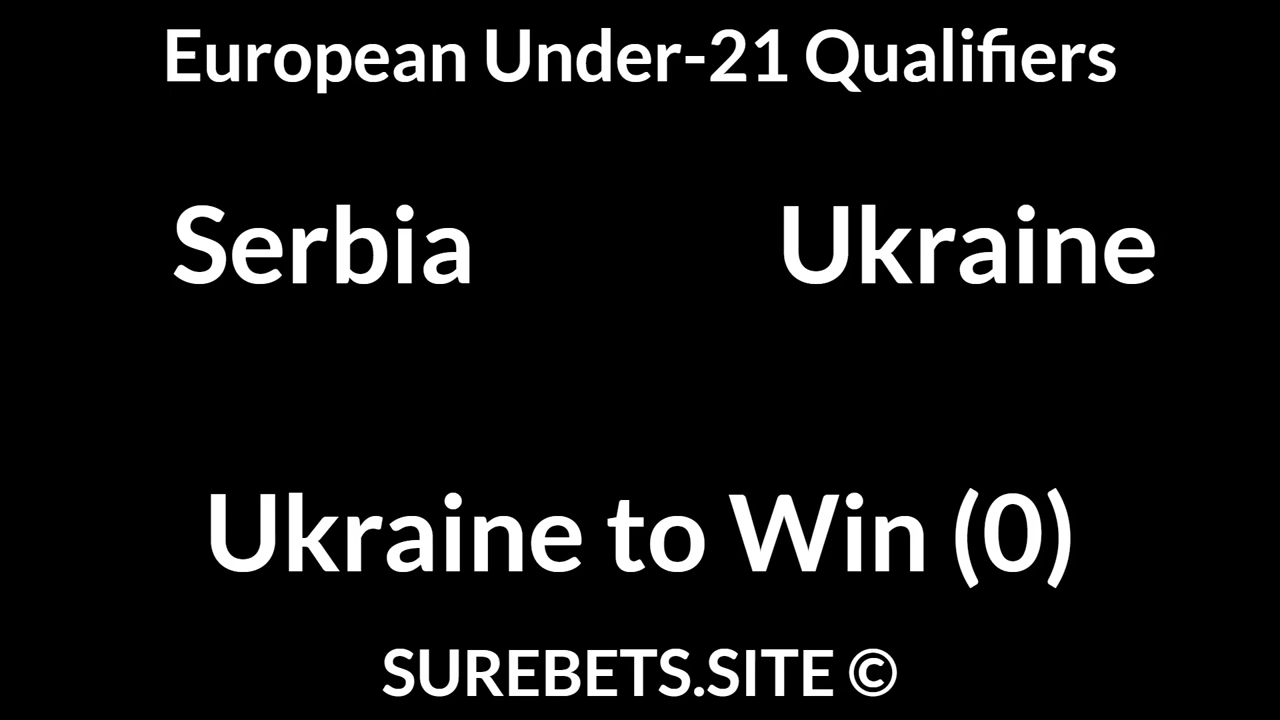 European Under-21 Qualifiers
Serbia Ukraine
Ukraine to Win (0)
SUREBETS.SITE ©